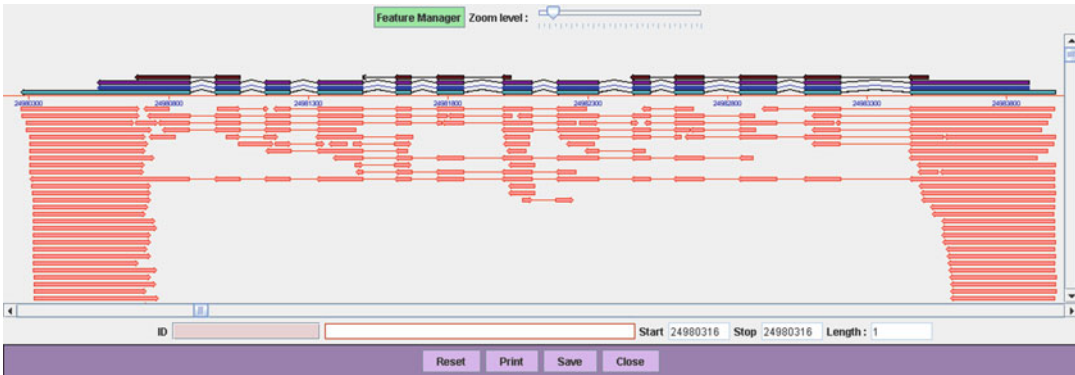 Feature Manager Zoom level :
24980300 24980800 24981300 24981800 24982300 24982800 24983300 24983800
ID Start 24980316 Stop 24980316 Length : 1
Reset Print Save Close